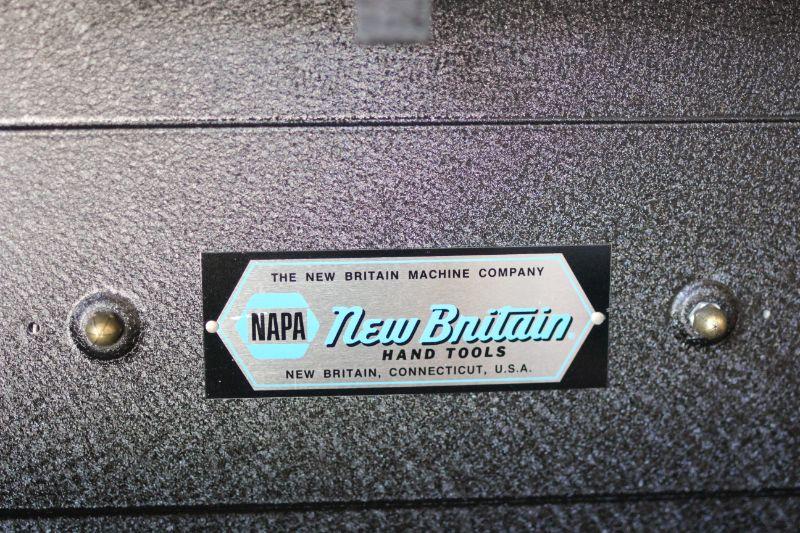 THE NEW BRITAIN MACHINE COMPANY
NAPA New Britain
HAND TOOLS
NEW BRITAIN, CONNECTICUT, U.S.A.